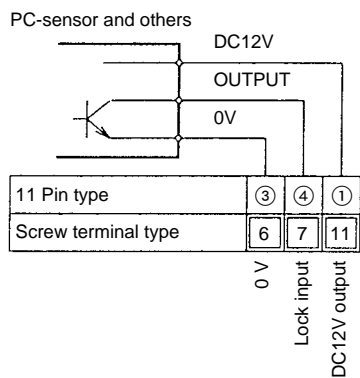 PC-sensor and others
DC12V
OUTPUT
0V
11 Pin type ③ ④ ①
Screw terminal type 6 7 11
0 V
Lock input
DC12V output